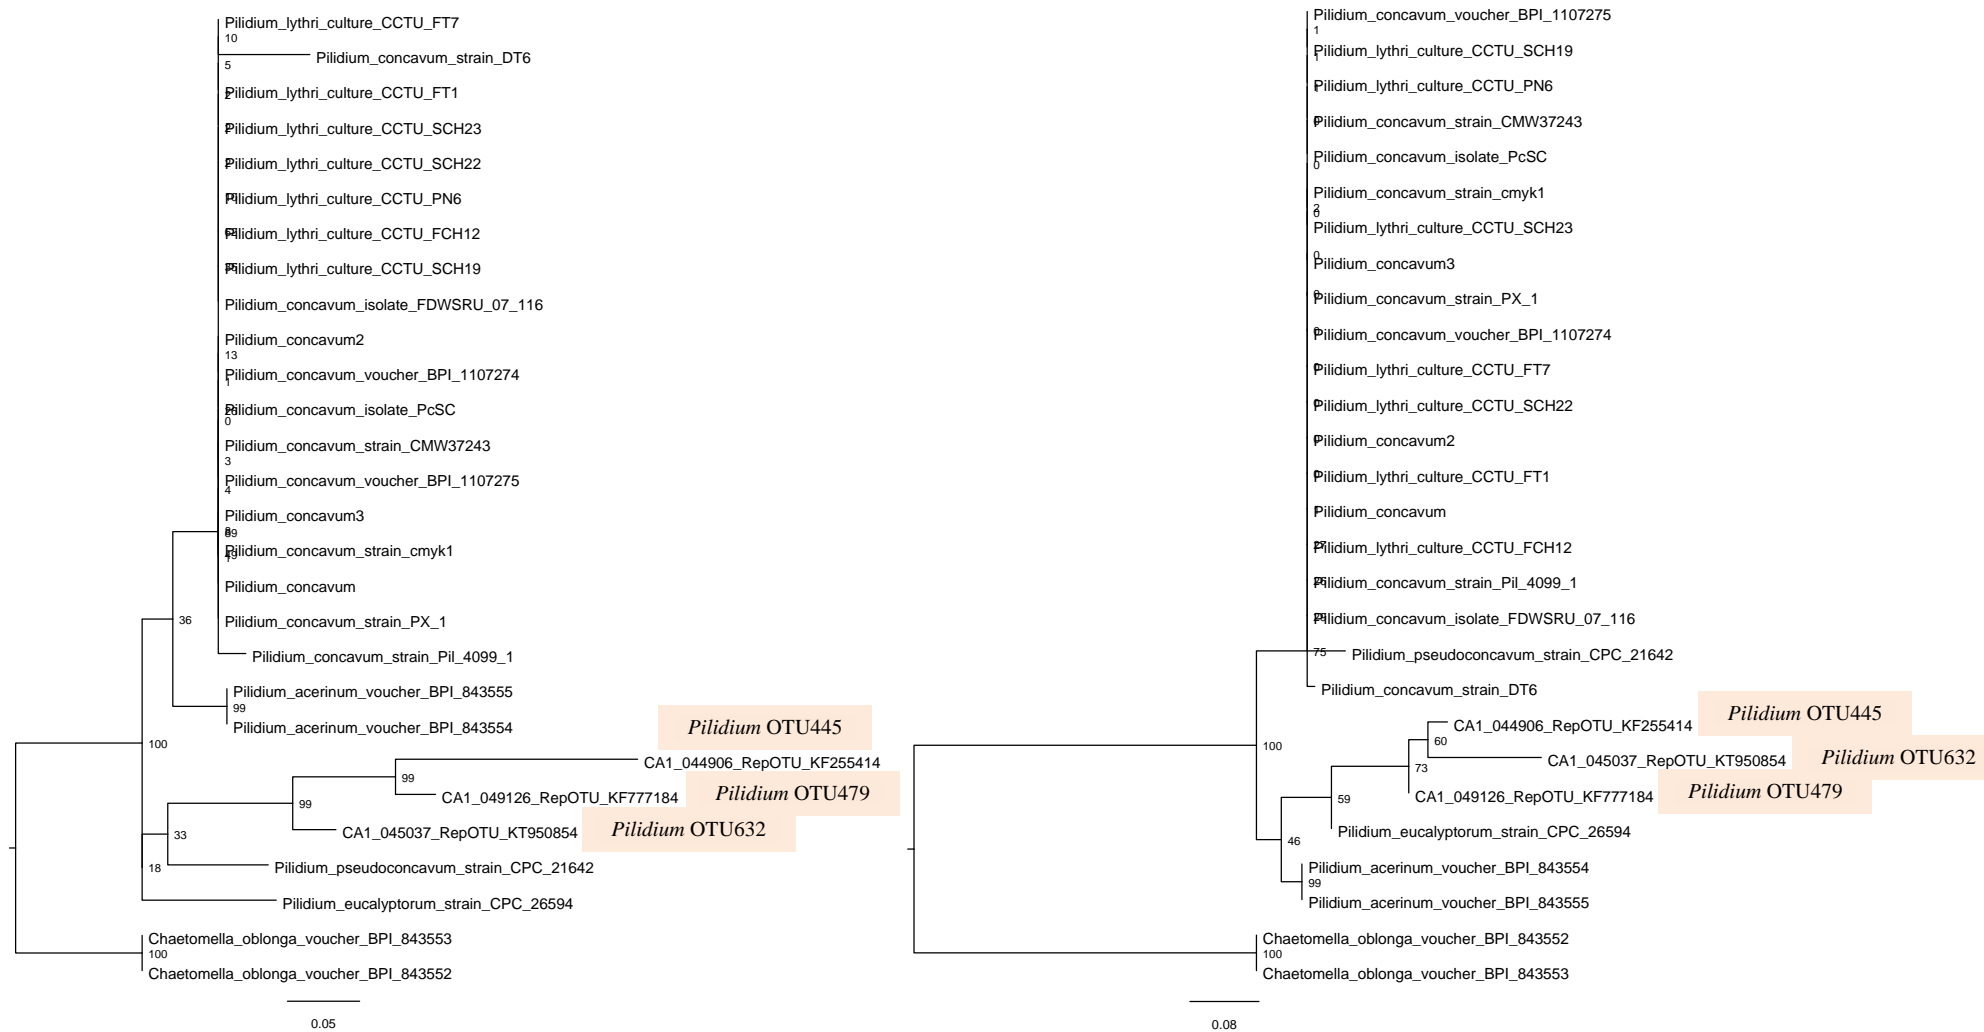 Pilidium_lythri_culture_CCTU_FT7
10
Pilidium_concavum_strain_DT6
5
Pilidium_lythri_culture_CCTU_FT1
Pilidium_lythri_culture_CCTU_SCH23
Pilidium_lythri_culture_CCTU_SCH22
Pilidium_lythri_culture_CCTU_PN6
Pilidium_lythri_culture_CCTU_FCH12
Pilidium_lythri_culture_CCTU_SCH19
Pilidium_concavum_isolate_FDWSRU_07_116
Pilidium_concavum2
13
Pilidium_concavum_voucher_BPI_1107274
1
Pilidium_concavum_isolate_PcSC
0
Pilidium_concavum_strain_CMW37243
3
Pilidium_concavum_voucher_BPI_1107275
4
Pilidium_concavum3
Pilidium_concavum_strain_cmyk1
Pilidium_concavum
Pilidium_concavum_strain_PX_1
36
Pilidium_concavum_strain_Pil_4099_1
Pilidium_acerinum_voucher_BPI_843555
99
Pilidium_acerinum_voucher_BPI_843554
Pilidium OTU445
100
CA1_044906_RepOTU_KF255414
99
CA1_049126_RepOTU_KF777184
Pilidium OTU479
99
CA1_045037_RepOTU_KT950854
Pilidium OTU632
33
Pilidium_pseudoconcavum_strain_CPC_21642
18
Pilidium_eucalyptorum_strain_CPC_26594
Chaetomella_oblonga_voucher_BPI_843553
100
Chaetomella_oblonga_voucher_BPI_843552
0.05
Pilidium_concavum_voucher_BPI_1107275
1
Pilidium_lythri_culture_CCTU_SCH19
1
Pilidium_lythri_culture_CCTU_PN6
Pilidium_concavum_strain_CMW37243
Pilidium_concavum_isolate_PcSC
0
Pilidium_concavum_strain_cmyk1
Pilidium_lythri_culture_CCTU_SCH23
0
Pilidium_concavum3
Pilidium_concavum_strain_PX_1
Pilidium_concavum_voucher_BPI_1107274
Pilidium_lythri_culture_CCTU_FT7
Pilidium_lythri_culture_CCTU_SCH22
Pilidium_concavum2
Pilidium_lythri_culture_CCTU_FT1
Pilidium_concavum
Pilidium_lythri_culture_CCTU_FCH12
Pilidium_concavum_strain_Pil_4099_1
Pilidium_concavum_isolate_FDWSRU_07_116
75
Pilidium_pseudoconcavum_strain_CPC_21642
Pilidium_concavum_strain_DT6
Pilidium OTU445
CA1_044906_RepOTU_KF255414
60
100
CA1_045037_RepOTU_KT950854
Pilidium OTU632
73
CA1_049126_RepOTU_KF777184
Pilidium OTU479
59
Pilidium_eucalyptorum_strain_CPC_26594
46
Pilidium_acerinum_voucher_BPI_843554
99
Pilidium_acerinum_voucher_BPI_843555
Chaetomella_oblonga_voucher_BPI_843552
100
Chaetomella_oblonga_voucher_BPI_843553
0.08